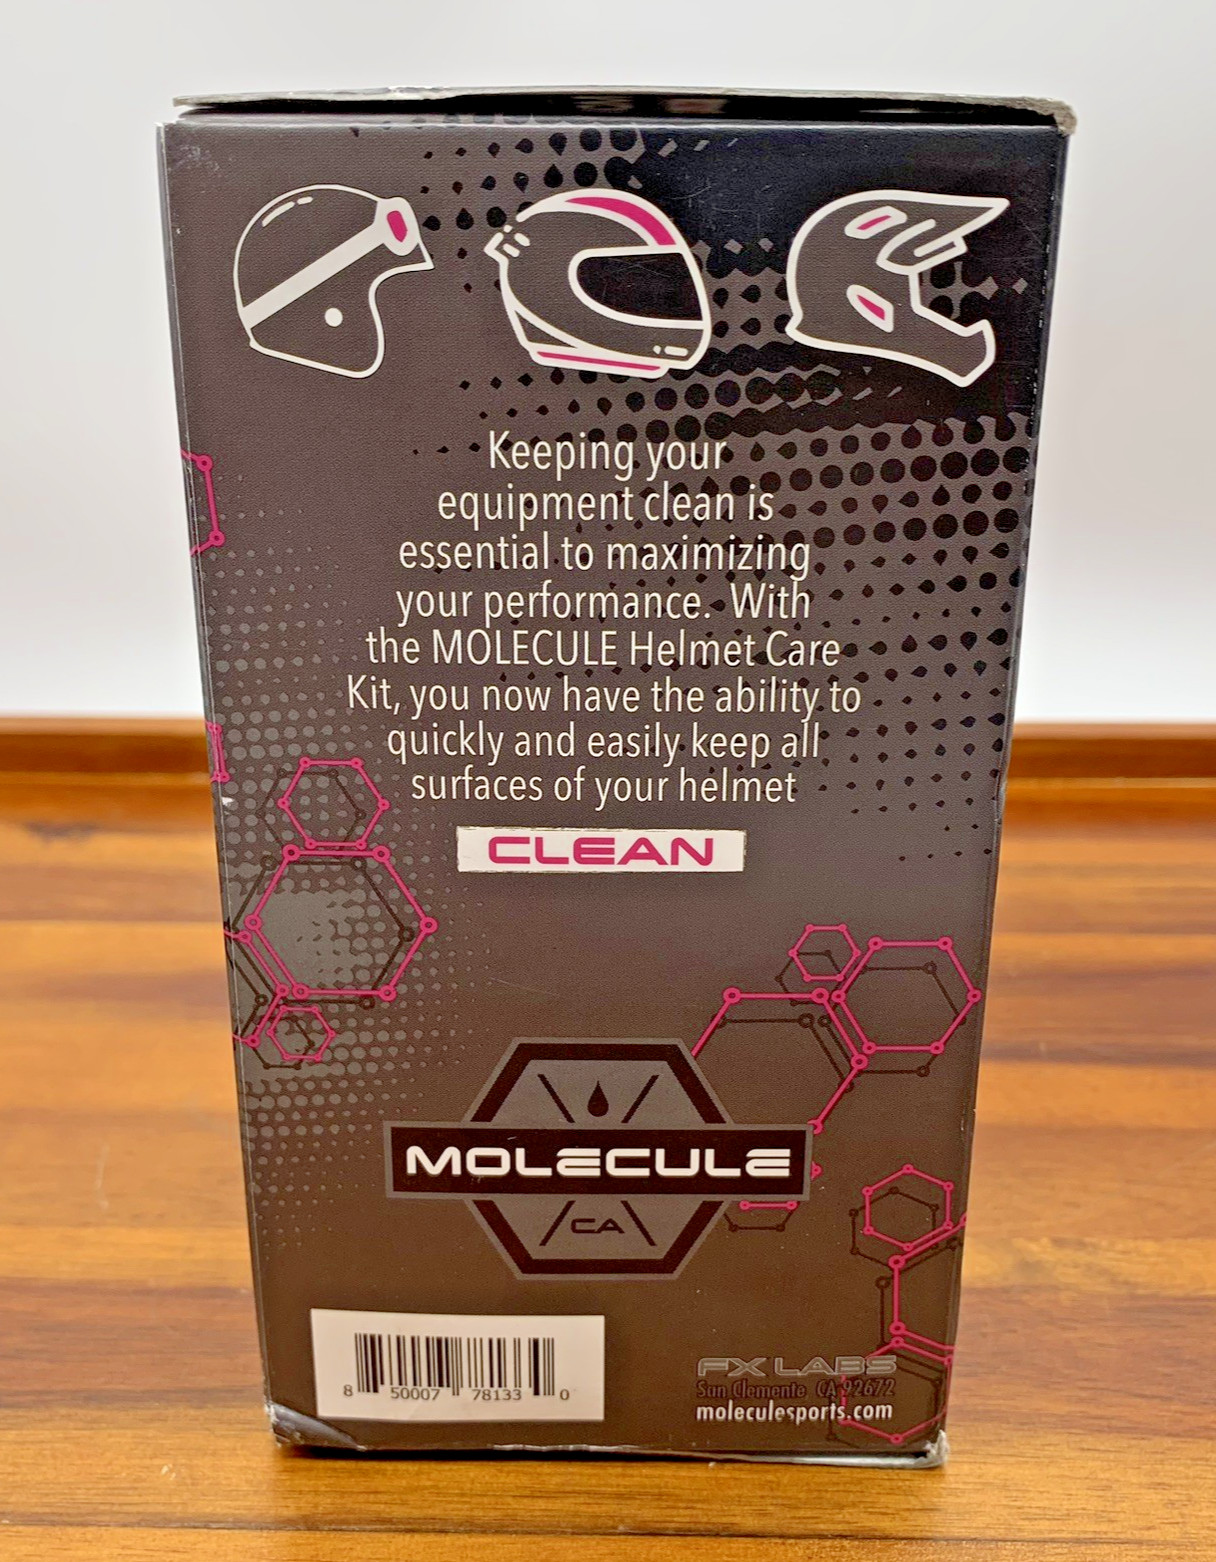 Keeping your
equipment clean is
essential to maximizing
your performance. With
the MOLECULE Helmet Care
Kit, you now have the ability to
quickly and easily keep all
surfaces of your helmet
CLEAN
MOLECULE
CA
8 50007 78133 0
FX LABS
San Clemente CA 92672
moleculesports.com